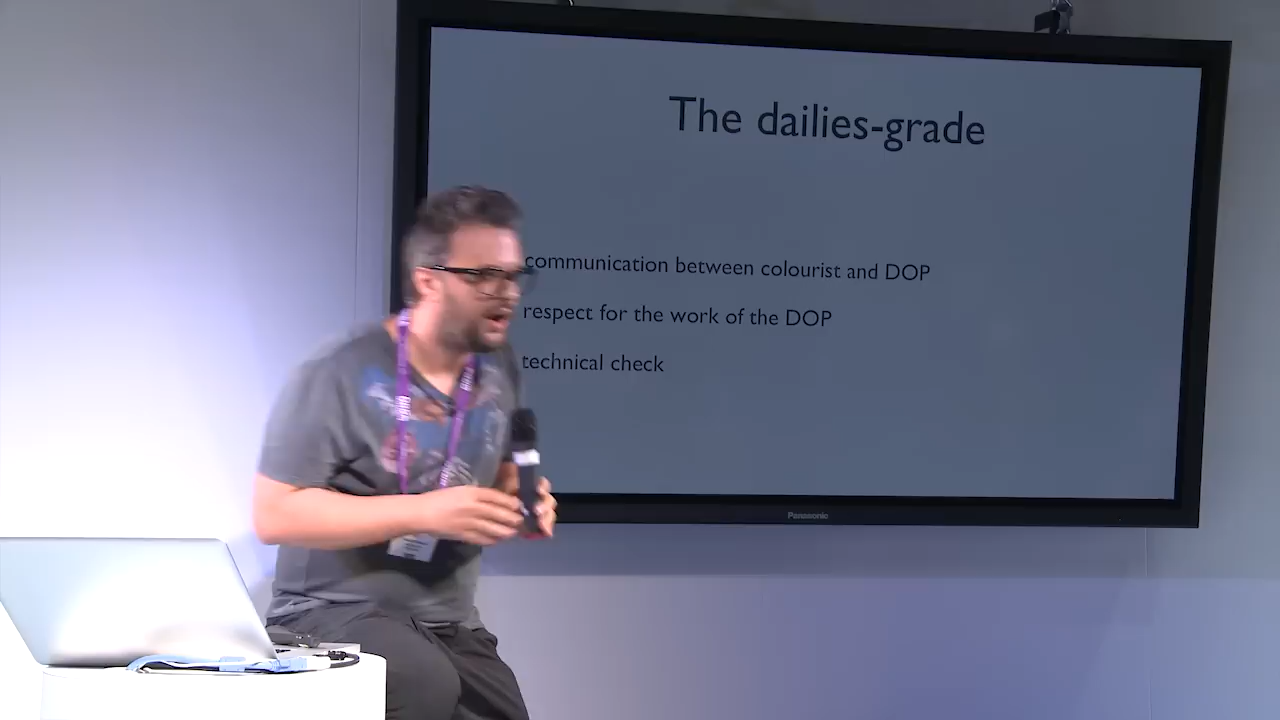 The dailies-grade
communication between colourist and DOP
respect for the work of the DOP
technical check
Panasonic